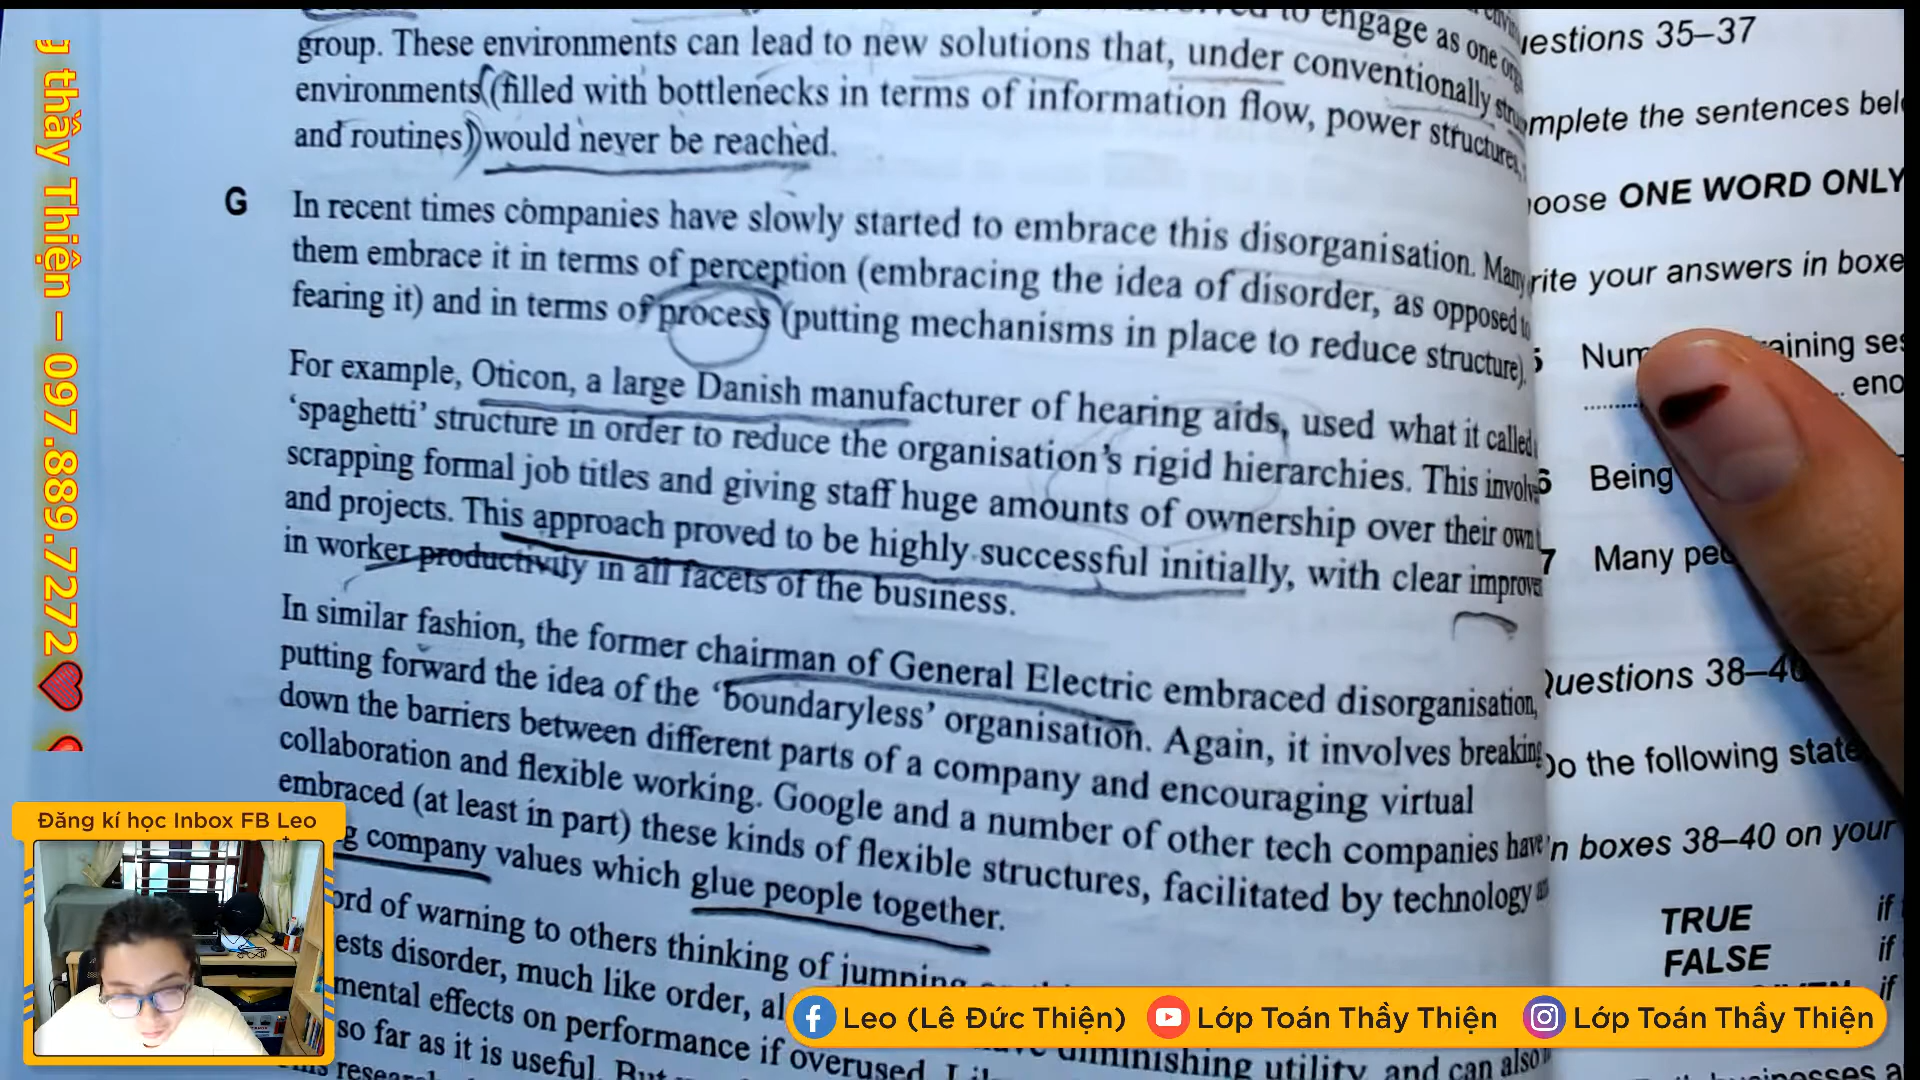 to engage as one
group. These environments can lead to new solutions that, under conventionally
environments (filled with bottlenecks in terms of information flow, power structures,
and routines) would never be reached.
G In recent times companies have slowly started to embrace this disorganisation. Many
them embrace it in terms of perception (embracing the idea of disorder, as opposed to
fearing it) and in terms of process (putting mechanisms in place to reduce structure).
For example, Oticon, a large Danish manufacturer of hearing aids, used what it called
‘spaghetti’ structure in order to reduce the organisation’s rigid hierarchies. This
scrapping formal job titles and giving staff huge amounts of ownership over their own
and projects. This approach proved to be highly successful initially, with clear
in worker productivity in all facets of the business.
In similar fashion, the former chairman of General Electric embraced disorganisation,
putting forward the idea of the ‘boundaryless’ organisation. Again, it involves breaking
down the barriers between different parts of a company and encouraging virtual
collaboration and flexible working. Google and a number of other tech companies have
embraced (at least in part) these kinds of flexible structures, facilitated by technology
g company values which glue people together.
ord of warning to others thinking of jumping
ests disorder, much like order, al
mental effects on performance if overused.
so far as it is useful. But
diminishing utility, and can also
estions 35–37
mplete the sentences bel
oose ONE WORD ONLY
rite your answers in boxe
Num aining ses
eno
6 Being
7 Many peo
Questions 38–40
Do the following state
n boxes 38–40 on your
TRUE if
FALSE if
if
thầy Thiện – 097.889.7272
Đăng kí học Inbox FB Leo
Leo (Lê Đức Thiện)
Lớp Toán Thầy Thiện
Lớp Toán Thầy Thiện